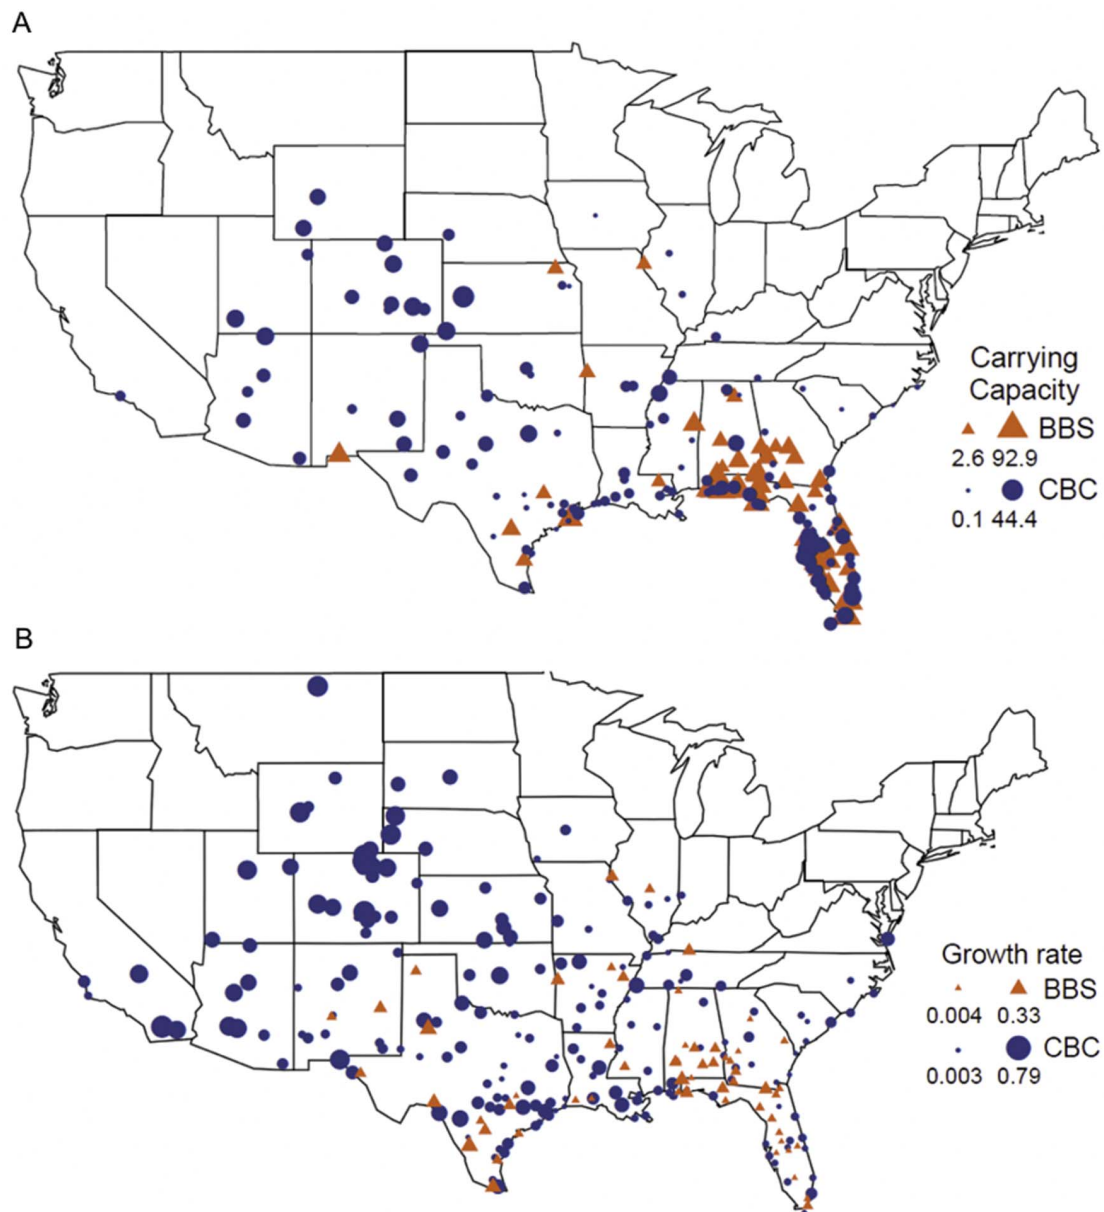 A
Carrying
Capacity
BBS
2.6 92.9
CBC
0.1 44.4
B
Growth rate
BBS
0.004 0.33
CBC
0.003 0.79